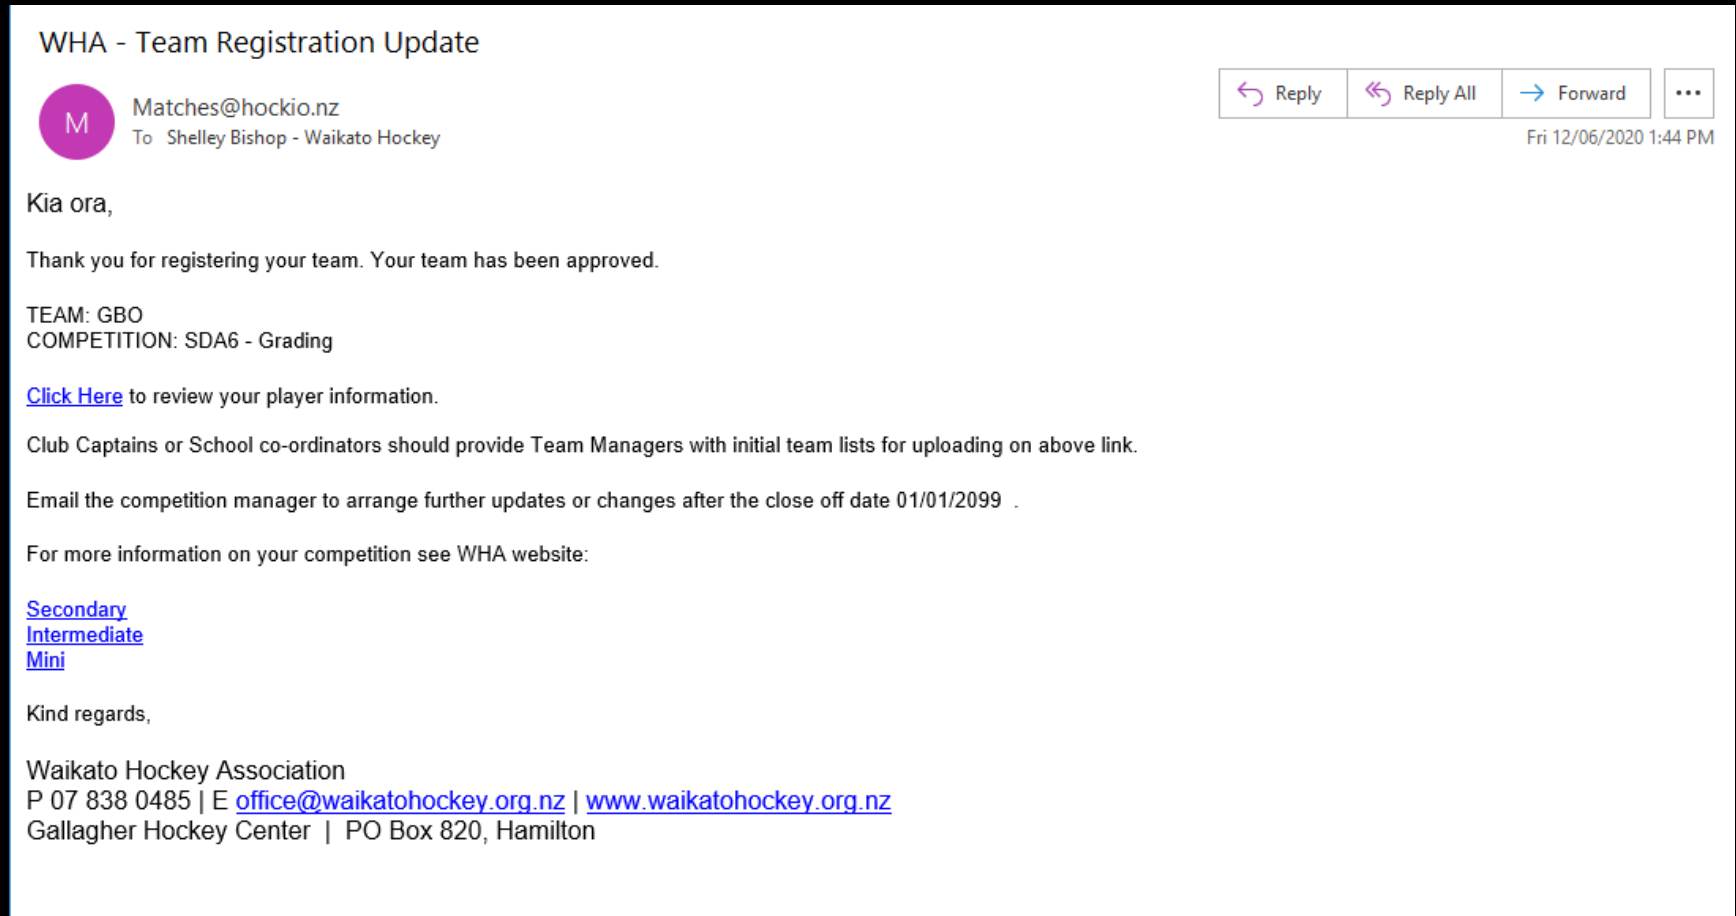 WHA - Team Registration Update
M
Matches@hockio.nz
To Shelley Bishop - Waikato Hockey
Reply
Reply All
Forward
Fri 12/06/2020 1:44 PM
Kia ora,
Thank you for registering your team. Your team has been approved.
TEAM: GBO
COMPETITION: SDA6 - Grading
Click Here to review your player information.
Club Captains or School co-ordinators should provide Team Managers with initial team lists for uploading on above link.
Email the competition manager to arrange further updates or changes after the close off date 01/01/2099 .
For more information on your competition see WHA website:
Secondary
Intermediate
Mini
Kind regards,
Waikato Hockey Association
P 07 838 0485 | E office@waikatohockey.org.nz | www.waikatohockey.org.nz
Gallagher Hockey Center | PO Box 820, Hamilton